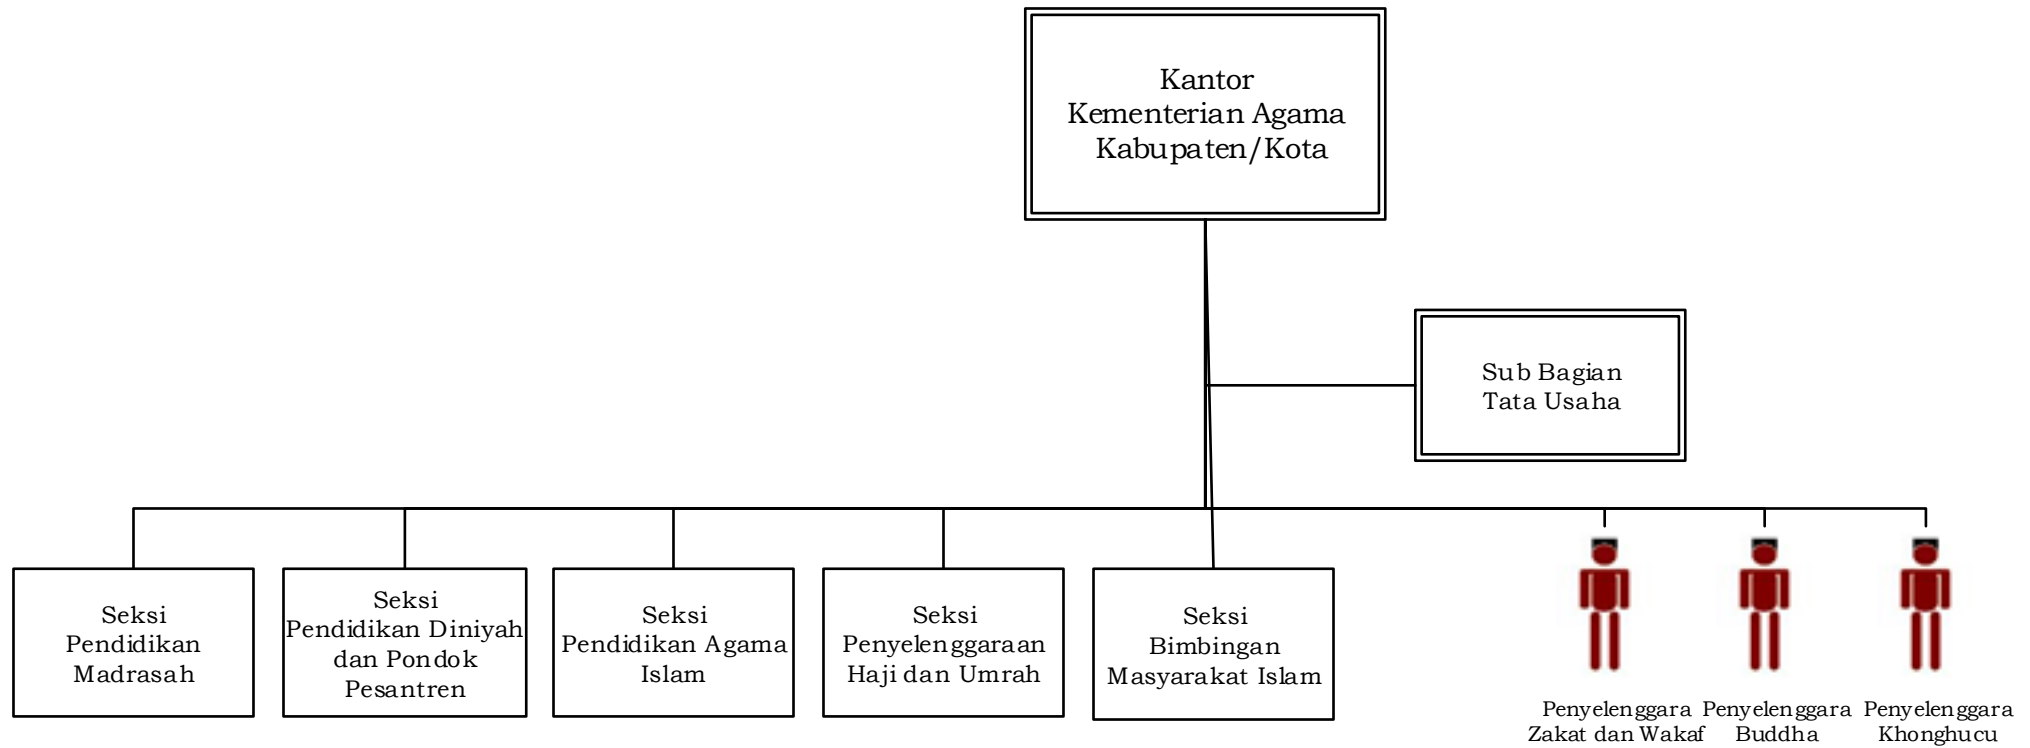 Kantor
Kementerian Agama
Kabupaten/Kota
Sub Bagian
Tata Usaha
Seksi
Pendidikan
Madrasah
Seksi
Pendidikan Diniyah
dan Pondok
Pesantren
Seksi
Pendidikan Agama
Islam
Seksi
Penyelenggaraan
Haji dan Umrah
Seksi
Bimbingan
Masyarakat Islam
Penyelenggara
Zakat dan Wakaf
Penyelenggara
Buddha
Penyelenggara
Khonghucu